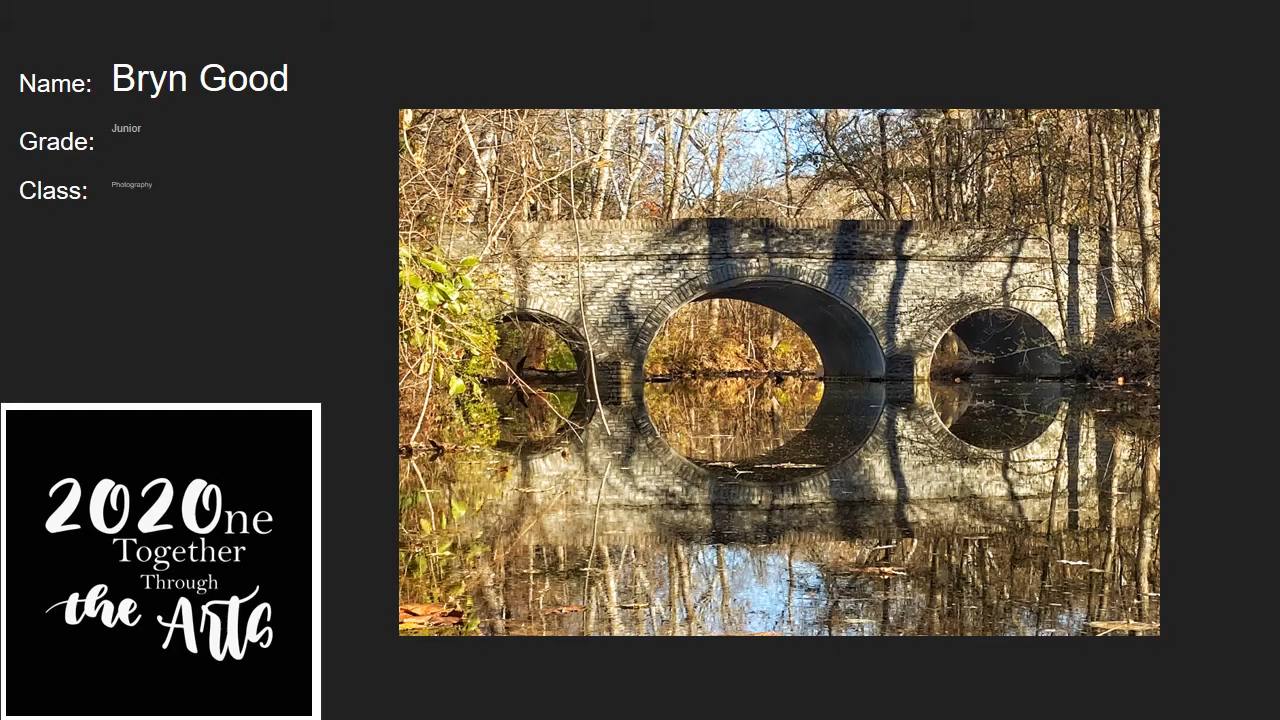 Name: Bryn Good
Grade: Junior
Class: Photography
2020ne
Together
Through
the Arts